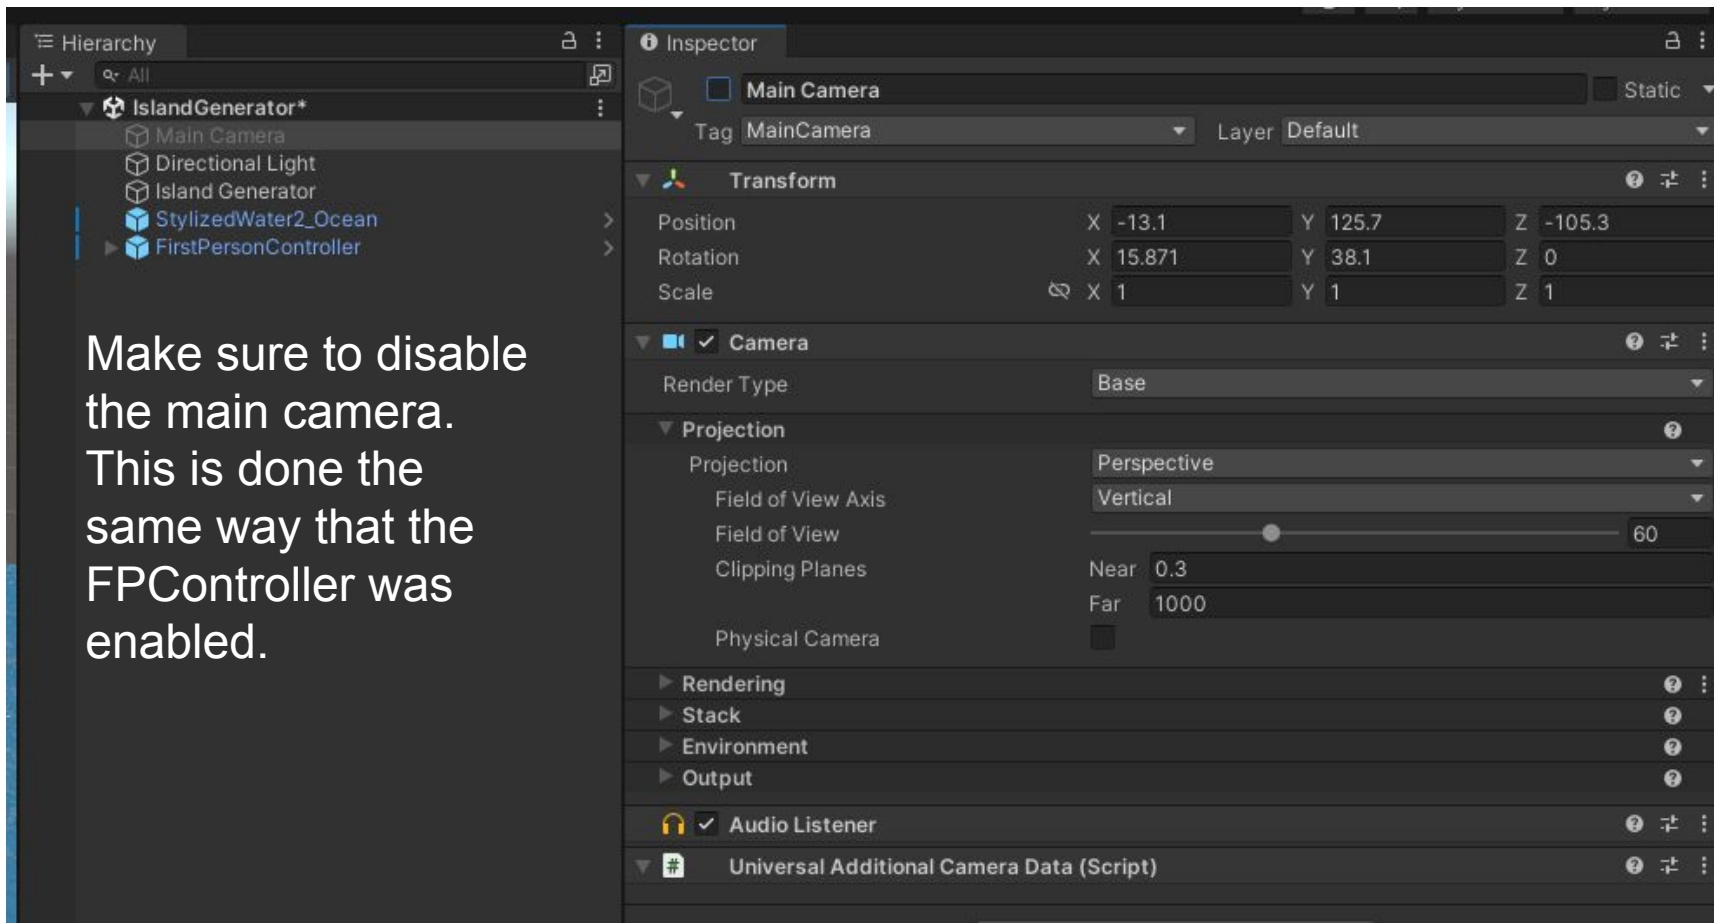 Hierarchy
All
IslandGenerator*
Main Camera
Directional Light
Island Generator
StylizedWater2_Ocean
FirstPersonController
Make sure to disable
the main camera.
This is done the
same way that the
FPController was
enabled.
Inspector
Main Camera Static
Tag MainCamera Layer Default
Transform
Position X -13.1 Y 125.7 Z -105.3
Rotation X 15.871 Y 38.1 Z 0
Scale X 1 Y 1 Z 1
Camera
Render Type Base
Projection
Projection Perspective
Field of View Axis Vertical
Field of View 60
Clipping Planes Near 0.3
Far 1000
Physical Camera
Rendering
Stack
Environment
Output
Audio Listener
# Universal Additional Camera Data (Script)